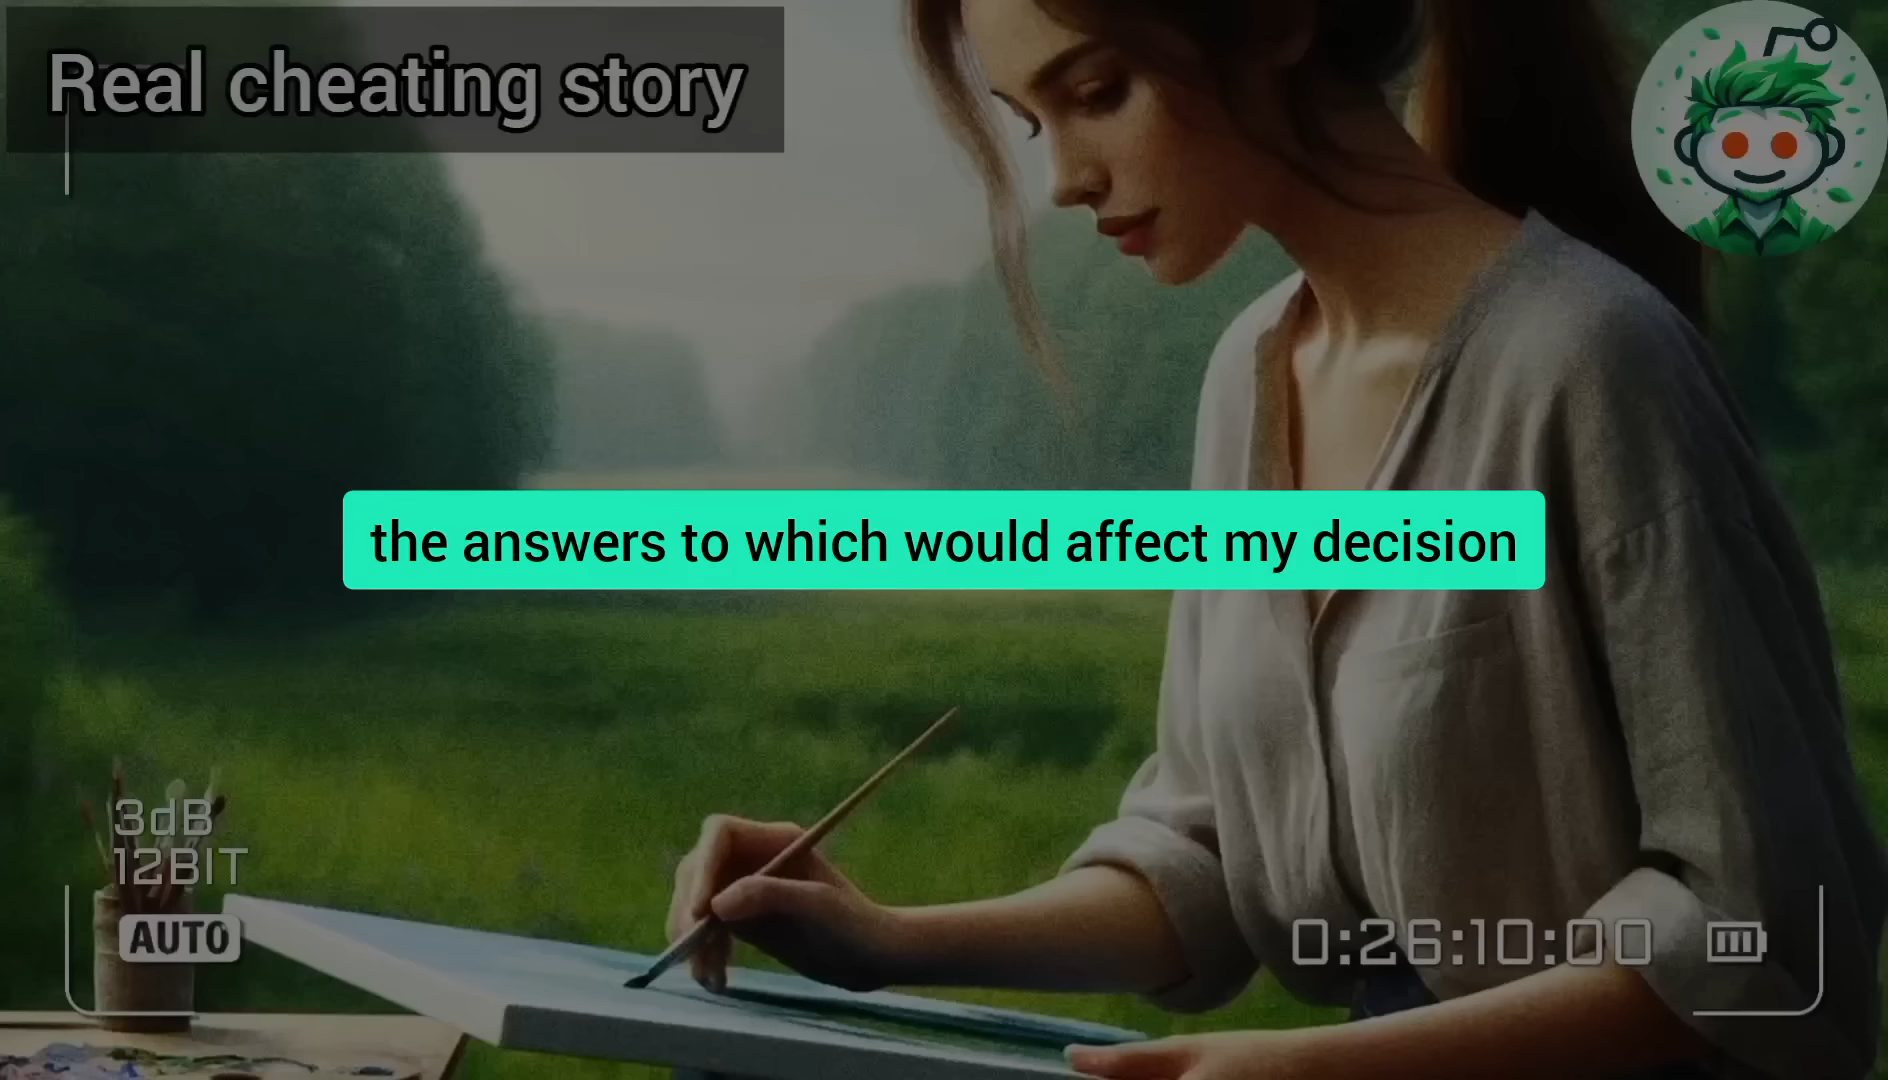 Real cheating story
the answers to which would affect my decision
3dB
12BIT
AUTO
0:26:10:00